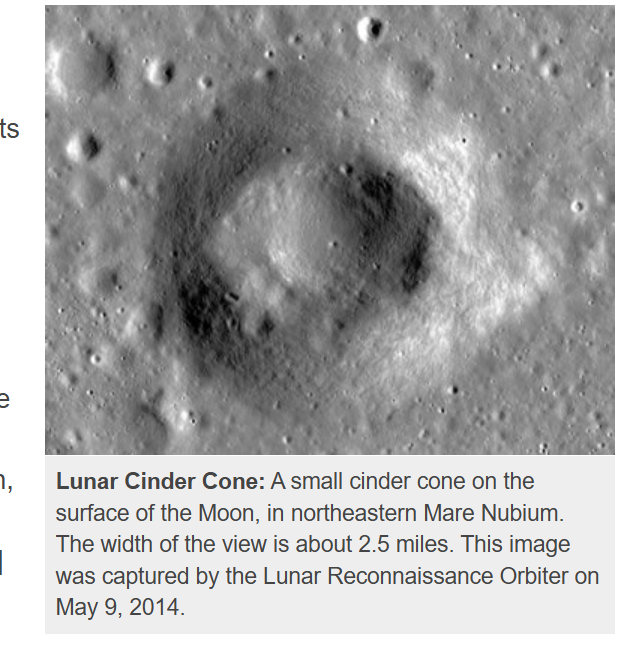 ts
e
n,
Lunar Cinder Cone: A small cinder cone on the
surface of the Moon, in northeastern Mare Nubium.
The width of the view is about 2.5 miles. This image
was captured by the Lunar Reconnaissance Orbiter on
May 9, 2014.